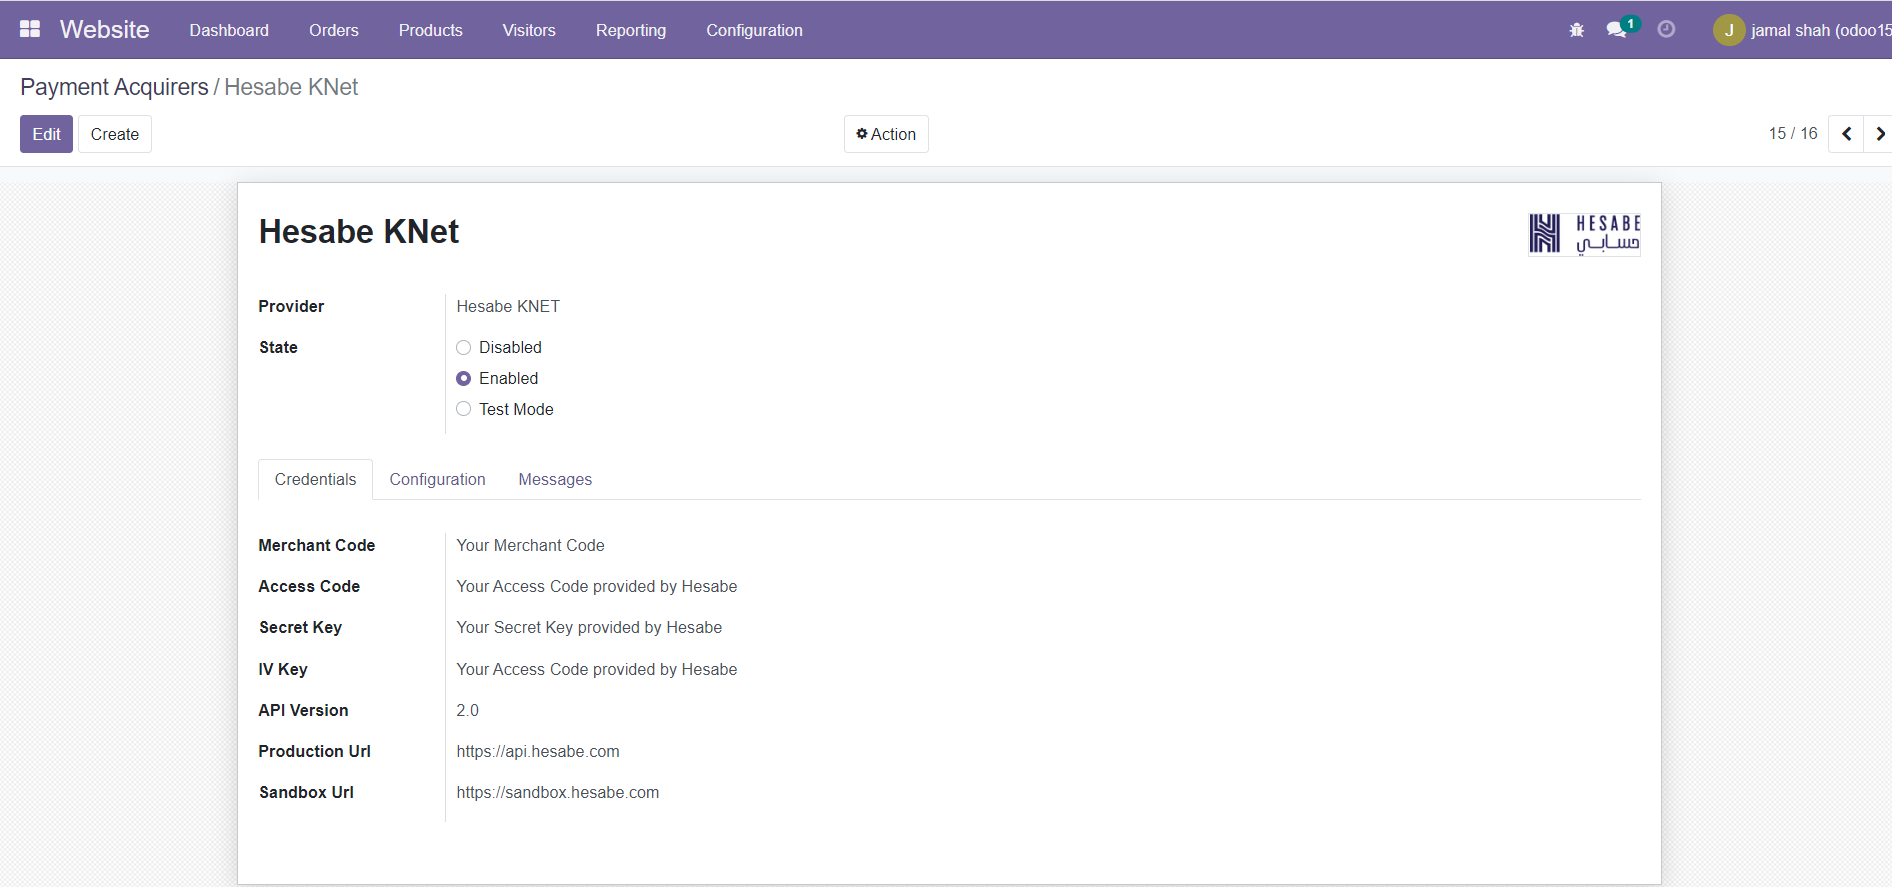 Website Dashboard Orders Products Visitors Reporting Configuration 1 J jamal shah (odoo15
Payment Acquirers / Hesabe KNet
Edit Create Action 15 / 16
Hesabe KNet
HESABE
حسابي
Provider Hesabe KNET
State Disabled
Enabled
Test Mode
Credentials Configuration Messages
Merchant Code Your Merchant Code
Access Code Your Access Code provided by Hesabe
Secret Key Your Secret Key provided by Hesabe
IV Key Your Access Code provided by Hesabe
API Version 2.0
Production Url https://api.hesabe.com
Sandbox Url https://sandbox.hesabe.com